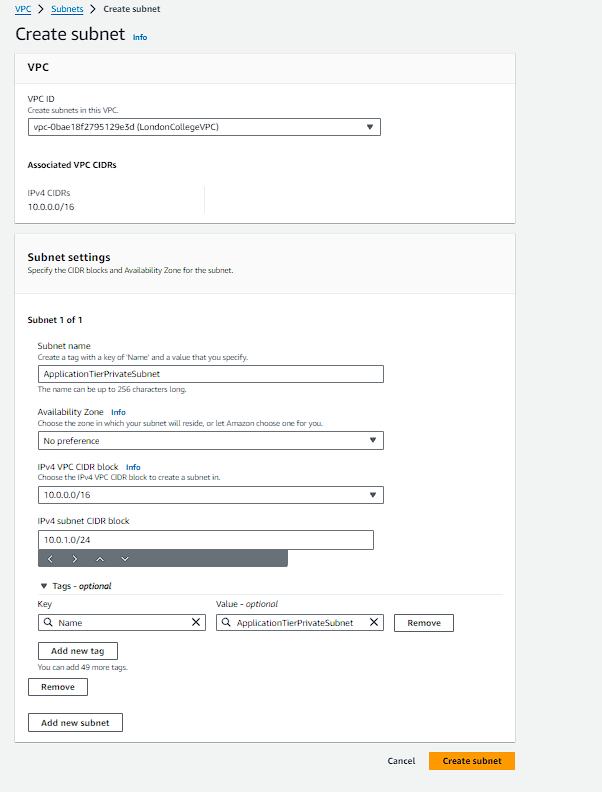 VPC > Subnets > Create subnet
Create subnet Info
VPC
VPC ID
Create subnets in this VPC.
vpc-0bae18f2795129e3d (LondonCollegeVPC)
Associated VPC CIDRs
IPv4 CIDRs
10.0.0.0/16
Subnet settings
Specify the CIDR blocks and Availability Zone for the subnet.
Subnet 1 of 1
Subnet name
Create a tag with a key of 'Name' and a value that you specify.
ApplicationTierPrivateSubnet
The name can be up to 256 characters long.
Availability Zone Info
Choose the zone in which your subnet will reside, or let Amazon choose one for you.
No preference
IPv4 VPC CIDR block Info
Choose the IPv4 VPC CIDR block to create a subnet in.
10.0.0.0/16
IPv4 subnet CIDR block
10.0.1.0/24
Tags - optional
Key Value - optional
Name ApplicationTierPrivateSubnet Remove
Add new tag
You can add 49 more tags.
Remove
Add new subnet
Cancel Create subnet